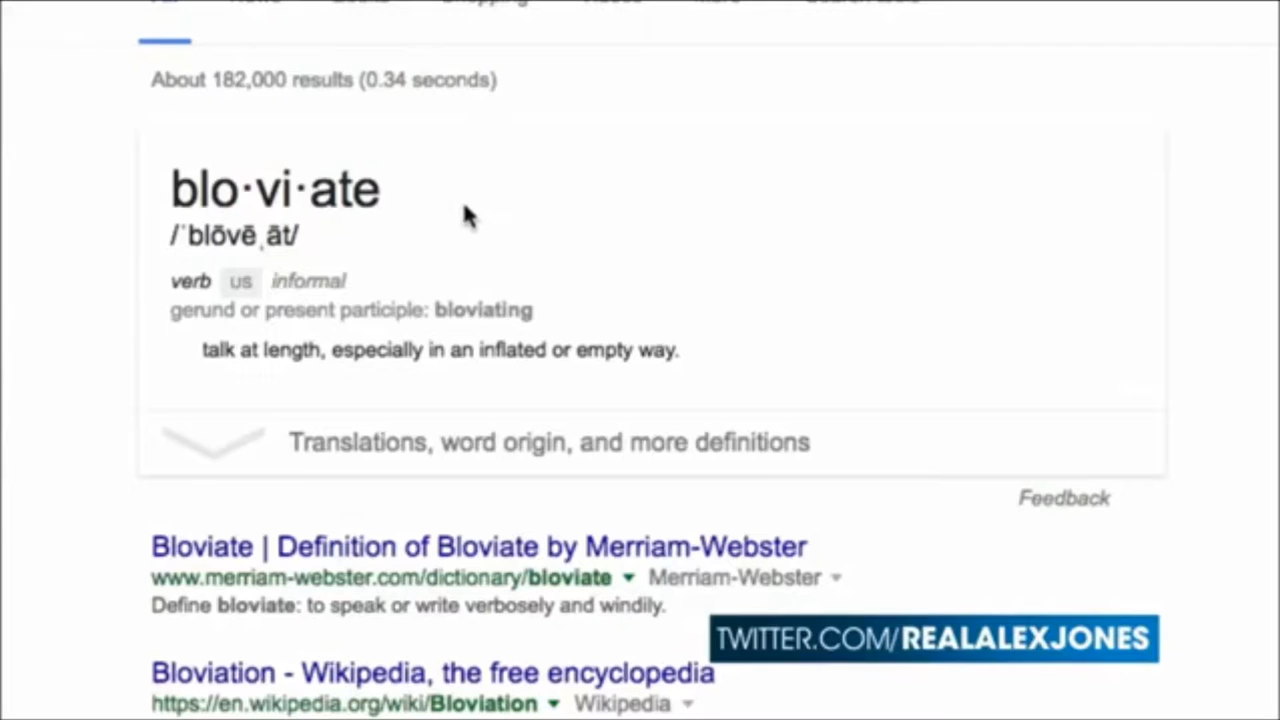 About 182,000 results (0.34 seconds)
blo·vi·ate
/ˈblōvēˌāt/
verb US informal
gerund or present participle: bloviating
talk at length, especially in an inflated or empty way.
Translations, word origin, and more definitions
Feedback
Bloviate | Definition of Bloviate by Merriam-Webster
www.merriam-webster.com/dictionary/bloviate Merriam-Webster
Define bloviate: to speak or write verbosely and windily.
TWITTER.COM/REALALEXJONES
Bloviation - Wikipedia, the free encyclopedia
https://en.wikipedia.org/wiki/Bloviation Wikipedia